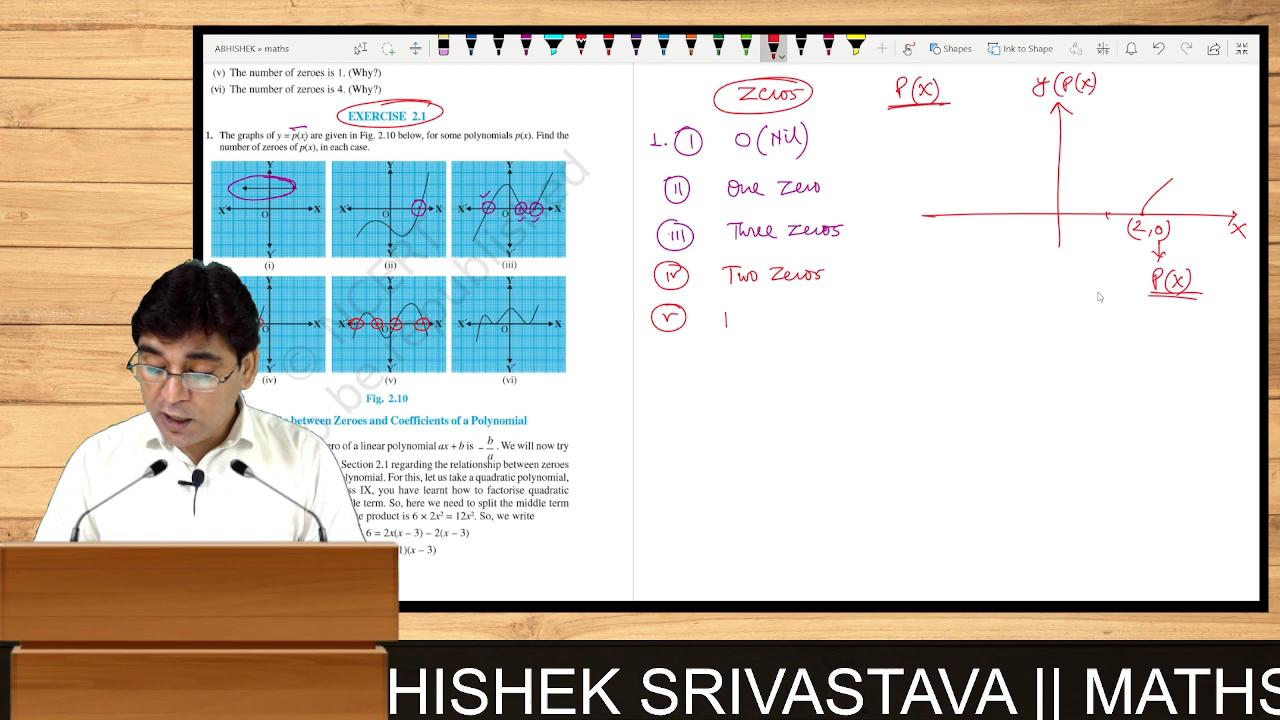 ABHISHEK » maths
Shapes
Ink to Shape
(v) The number of zeroes is 1. (Why?)
(vi) The number of zeroes is 4. (Why?)
EXERCISE 2.1
1. The graphs of y = p(x) are given in Fig. 2.10 below, for some polynomials p(x). Find the
number of zeroes of p(x), in each case.
Y X' O X Y'
(i)
Y X' O X Y'
(ii)
Y X' O X Y'
(iii)
X
(iv)
Y X' O X Y'
(v)
Y X' O X Y'
(vi)
Fig. 2.10
between Zeroes and Coefficients of a Polynomial
ero of a linear polynomial ax + b is – b/a. We will now try
Section 2.1 regarding the relationship between zeroes
lynomial. For this, let us take a quadratic polynomial,
ss IX, you have learnt how to factorise quadratic
le term. So, here we need to split the middle term
e product is 6 × 2x² = 12x². So, we write
6 = 2x(x – 3) – 2(x – 3)
1)(x – 3)
© NCERT
be republished
Zeros
1. (i) 0 (Nil)
(ii) One Zero
(iii) Three Zeros
(iv) Two Zeros
(v)
P(x)
y (P(x)
(2,0)
X
P(x)
HISHEK SRIVASTAVA || MATHS